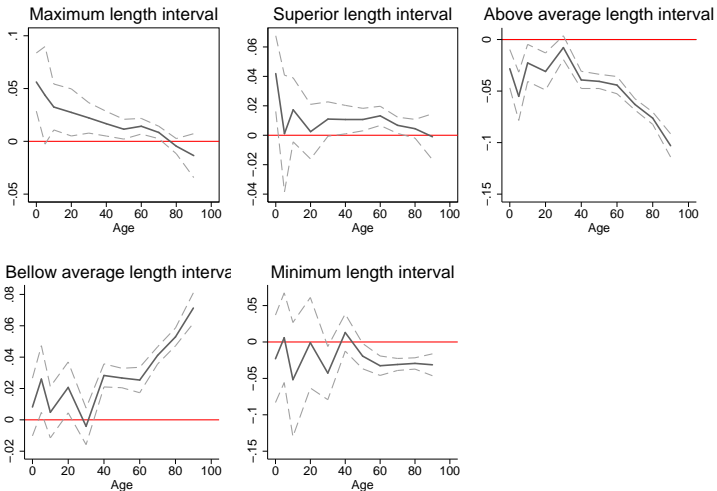 Maximum length interval
.1
.05
0
-.05
0 20 40 60 80 100
Age
Superior length interval
.06
.04
.02
0
-.02
-.04
0 20 40 60 80 100
Age
Above average length interval
0
-.05
-.1
-.15
0 20 40 60 80 100
Age
Bellow average length interva
.08
.06
.04
.02
0
-.02
0 20 40 60 80 100
Age
Minimum length interval
.05
0
-.05
-.1
-.15
0 20 40 60 80 100
Age